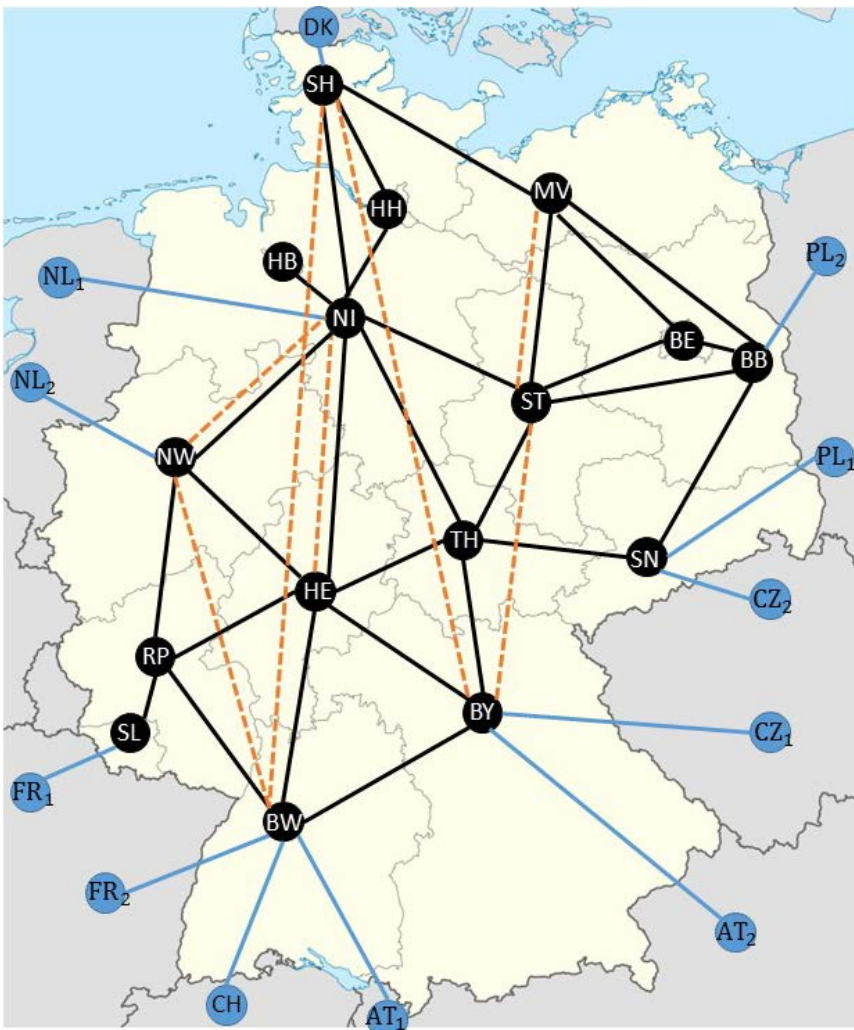 DK
SH
MV
HH
HB
PL₂
NL₁
NI
BE
BB
NL₂
ST
NW
PL₁
TH
SN
HE
CZ₂
RP
BY
SL
CZ₁
FR₁
BW
FR₂
AT₂
CH
AT₁